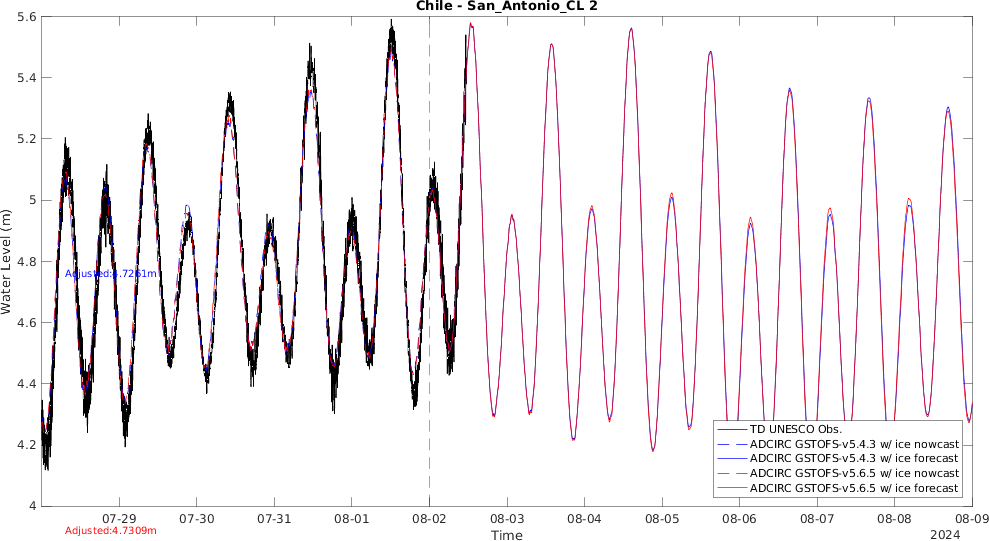 Chile - San_Antonio_CL 2
5.6
5.4
5.2
5
4.8
4.6
4.4
4.2
4
Water Level (m)
Adjusted:4.7261m
TD UNESCO Obs.
ADCIRC GSTOFS-v5.4.3 w/ ice nowcast
ADCIRC GSTOFS-v5.4.3 w/ ice forecast
ADCIRC GSTOFS-v5.6.5 w/ ice nowcast
ADCIRC GSTOFS-v5.6.5 w/ ice forecast
07-29 07-30 07-31 08-01 08-02 08-03 08-04 08-05 08-06 08-07 08-08 08-09
Adjusted:4.7309m
Time
2024